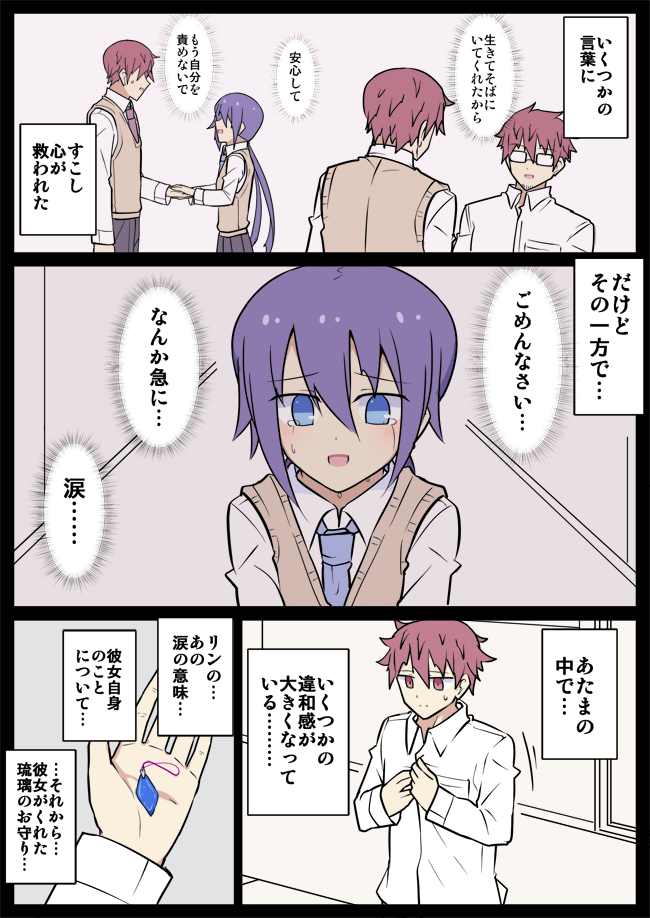 いくつかの
言葉に
生きてそばに
いてくれたから
安心して
もう自分を
責めないで
すこし
心が
救われた
だけど
その一方で…
ごめんなさい…
なんか急に…
涙……
あたまの
中で…
いくつかの
違和感が
大きくなって
いる………
リンの…
あの
涙の意味…
彼女自身
のこと
について…
…それから…
彼女がくれた
琉璃のお守り…